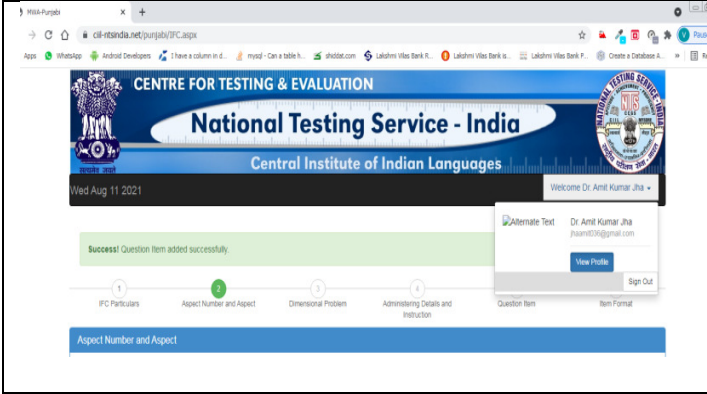 MWA-Punjabi
ciil-ntsindia.net/punjabi/IFC.aspx
Apps WhatsApp Android Developers I have a column in d... mysql - Can a table h... shiddat.com Lakshmi Vilas Bank R... Lakshmi Vilas Bank is... Lakshmi Vilas Bank P... Create a Database A...
CENTRE FOR TESTING & EVALUATION
National Testing Service - India
Central Institute of Indian Languages
Wed Aug 11 2021
Welcome Dr. Amit Kumar Jha
Alternate Text
Dr. Amit Kumar Jha
jhaamit036@gmail.com
View Profile
Sign Out
Success! Question Item added successfully.
1 2 3 4
IFC Particulars Aspect Number and Aspect Dimensional Problem Administering Details and Instruction Question Item Item Format
Aspect Number and Aspect